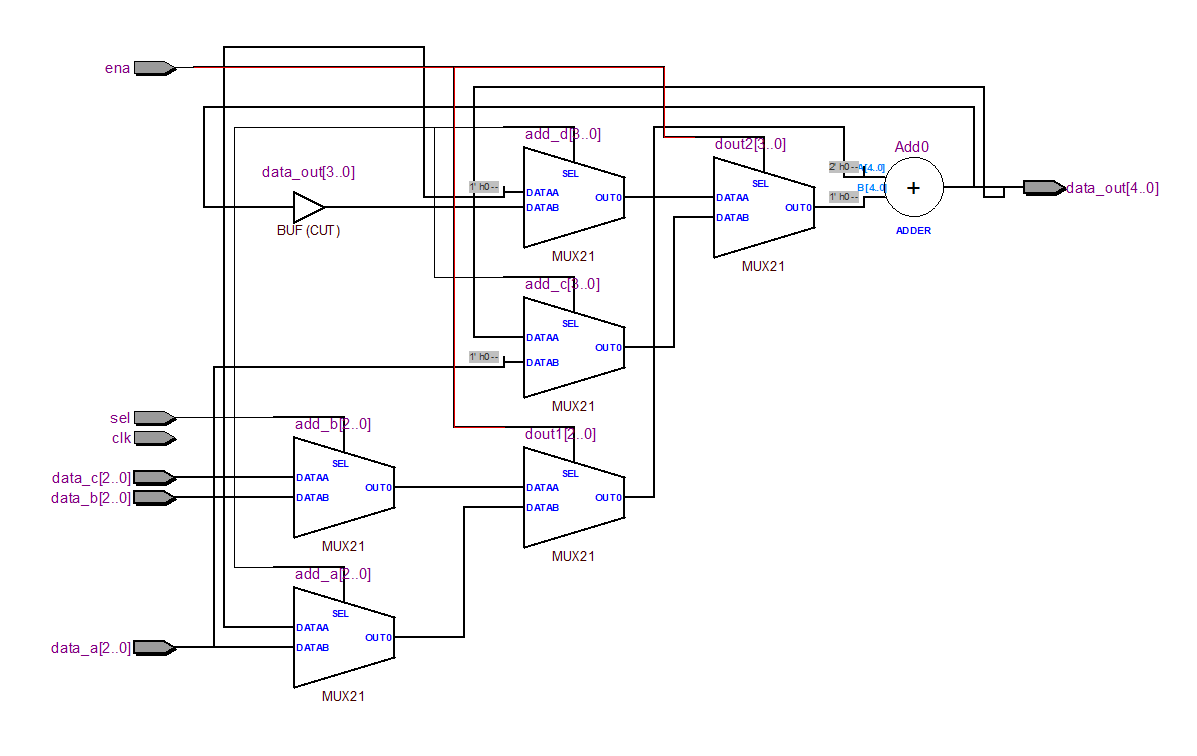 ena
add_d[3..0]
dout2[3..0]
Add0
data_out[3..0]
SEL
SEL
2' h0 --
A[4..0]
1' h0 --
DATAA
B[4..0]
data_out[4..0]
OUT0
DATAA
1' h0 --
DATAB
OUT0
DATAB
BUF (CUT)
ADDER
MUX21
MUX21
add_c[3..0]
SEL
DATAA
OUT0
1' h0 --
DATAB
MUX21
sel
add_b[2..0]
clk
dout1[2..0]
SEL
SEL
data_c[2..0]
DATAA
OUT0
DATAA
data_b[2..0]
DATAB
OUT0
DATAB
MUX21
MUX21
add_a[2..0]
SEL
DATAA
OUT0
data_a[2..0]
DATAB
MUX21